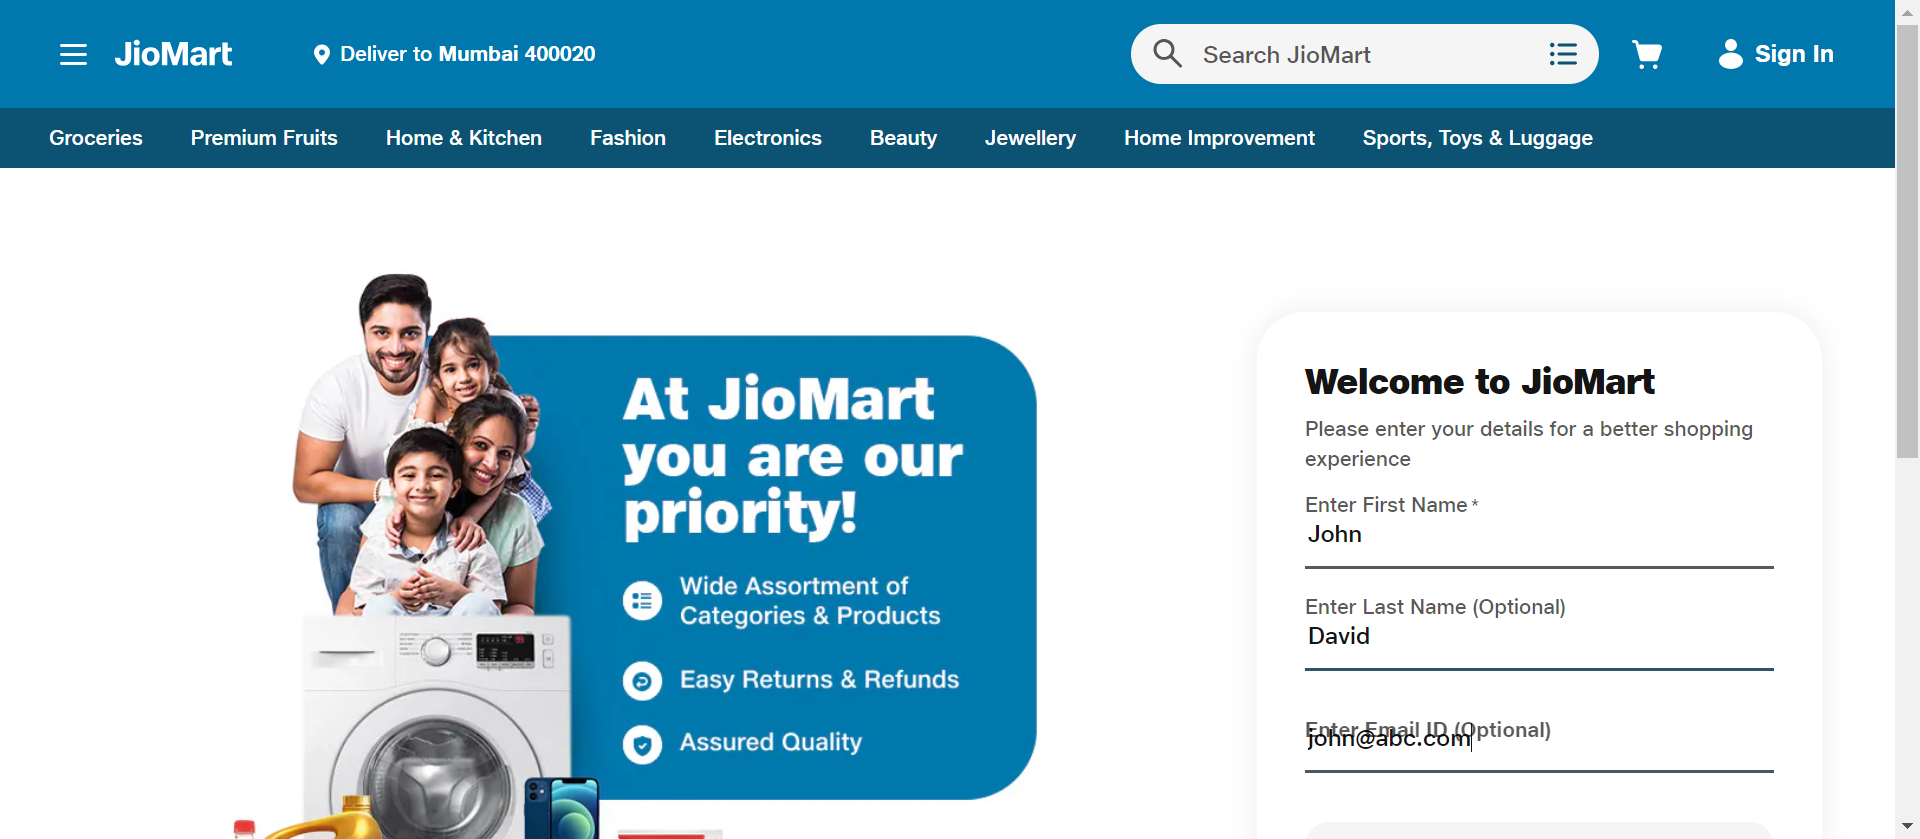 JioMart
Deliver to Mumbai 400020
Search JioMart
Sign In
Groceries
Premium Fruits
Home & Kitchen
Fashion
Electronics
Beauty
Jewellery
Home Improvement
Sports, Toys & Luggage
At JioMart
you are our
priority!
Wide Assortment of
Categories & Products
Easy Returns & Refunds
Assured Quality
Welcome to JioMart
Please enter your details for a better shopping
experience
Enter First Name *
John
Enter Last Name (Optional)
David
Enter Email ID (Optional)
john@abc.com